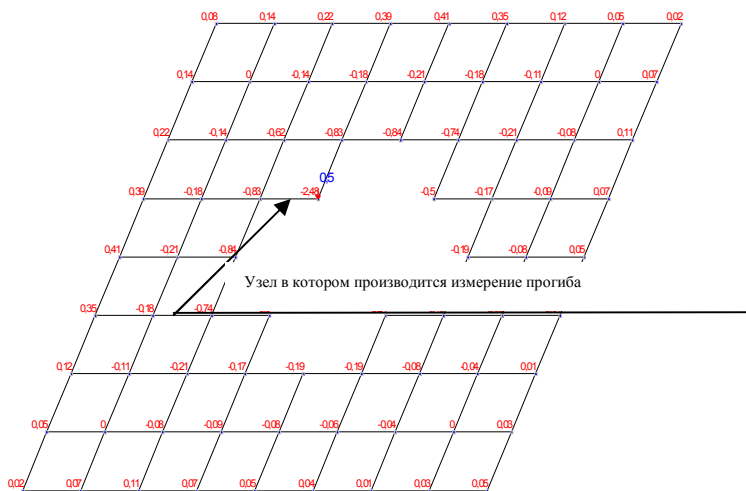 0,08 0,14 0,22 0,39 0,41 0,35 0,12 0,05 0,02
0,14 0 -0,14 -0,18 -0,21 -0,18 -0,11 0 0,07
0,22 -0,14 -0,62 -0,83 -0,84 -0,74 -0,21 -0,08 0,11
0,5
0,39 -0,18 -0,83 -2,48 -0,5 -0,17 -0,09 0,07
0,41 -0,21 -0,84 -0,19 -0,08 0,05
Узел в котором производится измерение прогиба
0,35 -0,18 -0,74
0,12 -0,11 -0,21 -0,17 -0,19 -0,19 -0,08 -0,04 0,01
0,05 0 -0,08 -0,09 -0,08 -0,06 -0,04 0 0,03
0,02 0,07 0,11 0,07 0,05 0,04 0,01 0,03 0,05